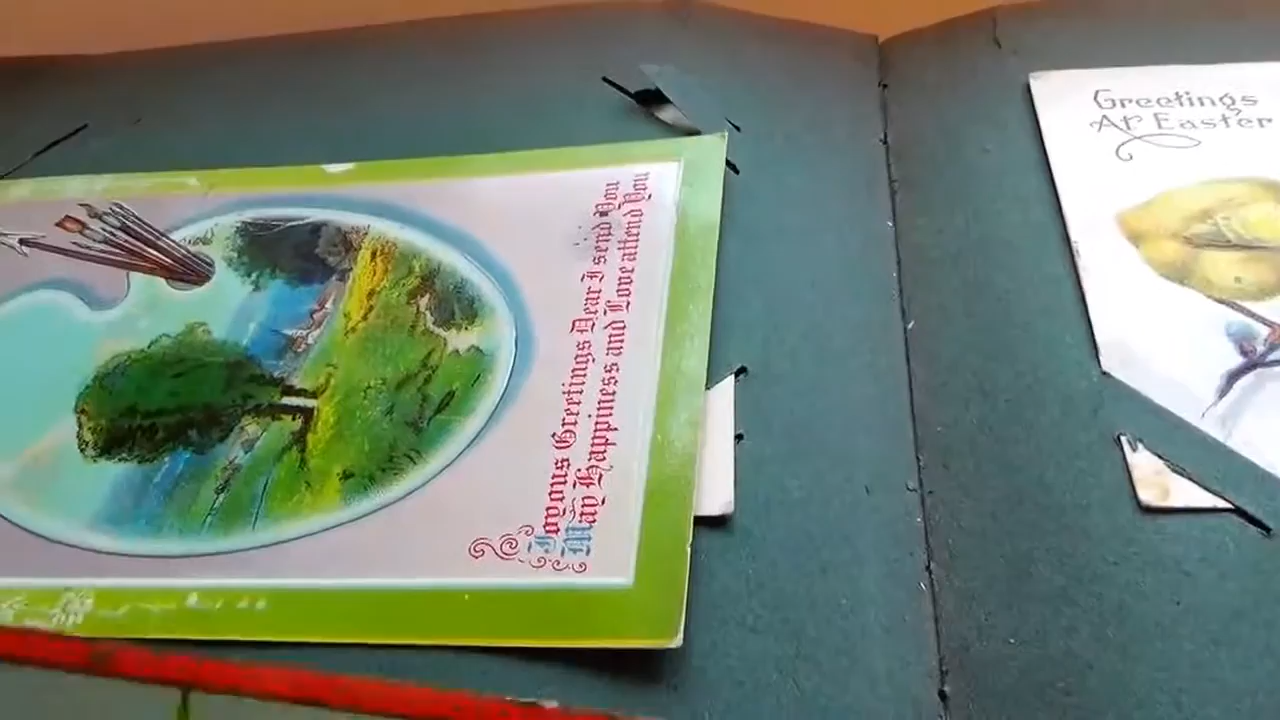 Joyous Greetings Dear I send You
May Happiness and Love attend You
Greetings
At Easter